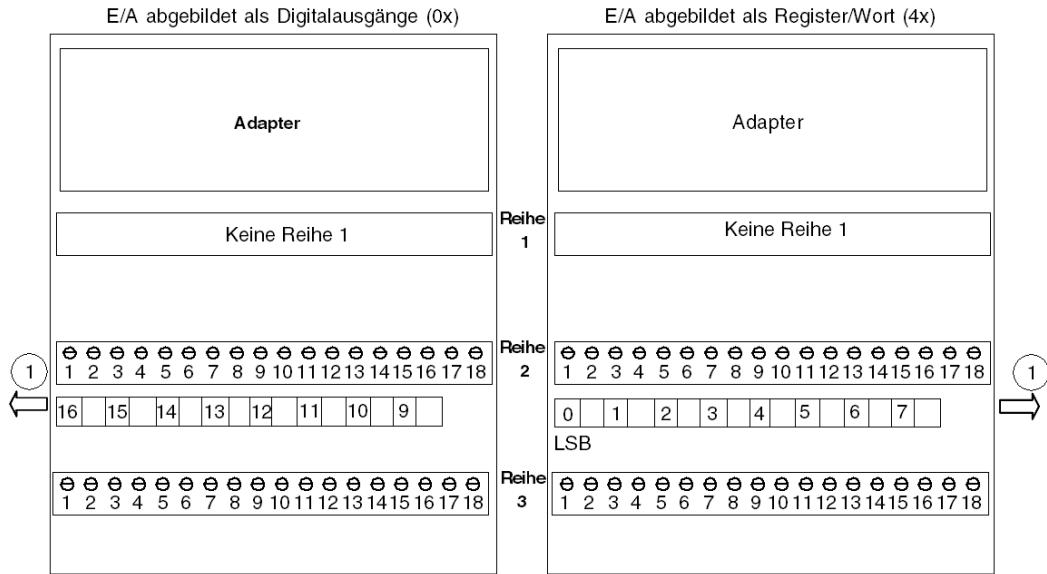 E/A abgebildet als Digitalausgänge (0x)
E/A abgebildet als Register/Wort (4x)
Adapter
Adapter
Keine Reihe 1
Reihe
1
Keine Reihe 1
1 2 3 4 5 6 7 8 9 10 11 12 13 14 15 16 17 18
Reihe
2
1 2 3 4 5 6 7 8 9 10 11 12 13 14 15 16 17 18
1
1
16 15 14 13 12 11 10 9
0 1 2 3 4 5 6 7
LSB
1 2 3 4 5 6 7 8 9 10 11 12 13 14 15 16 17 18
Reihe
3
1 2 3 4 5 6 7 8 9 10 11 12 13 14 15 16 17 18